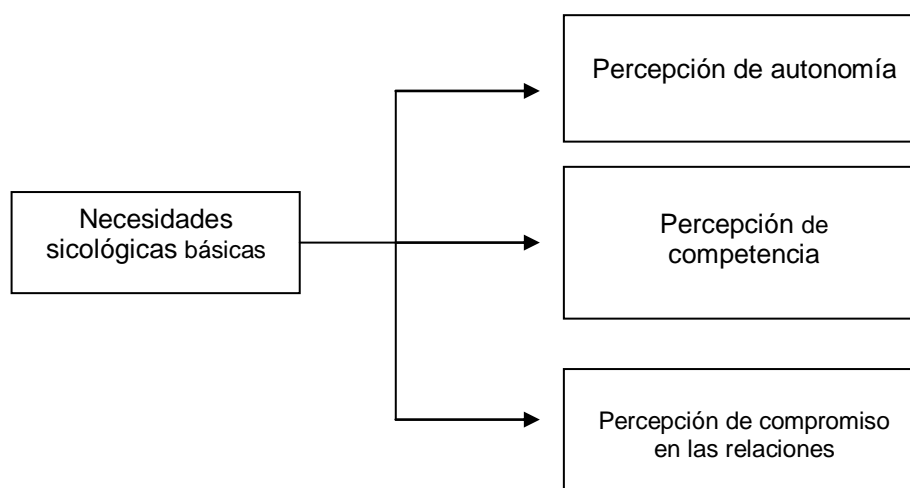 Percepción de autonomía
Necesidades
sicológicas básicas
Percepción de
competencia
Percepción de compromiso
en las relaciones